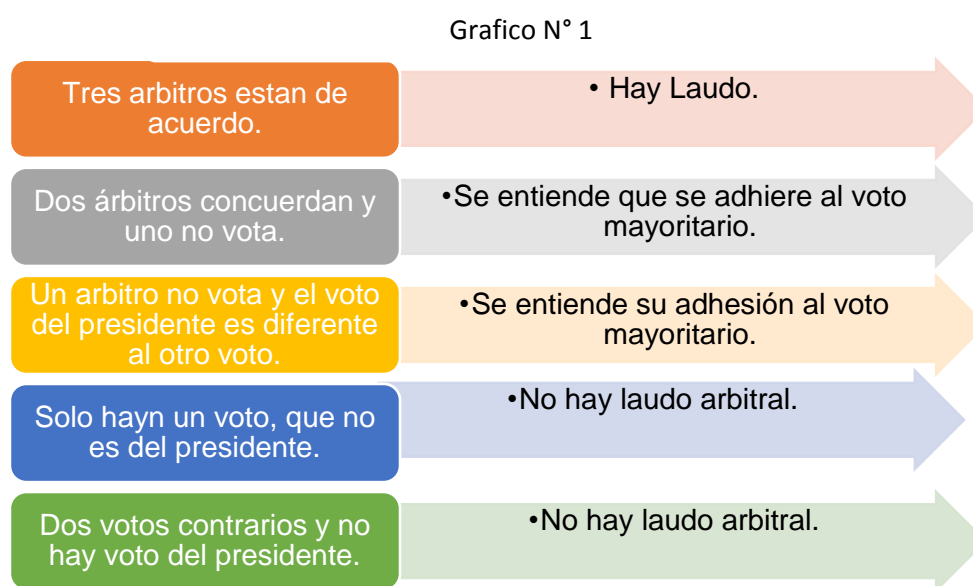 Grafico N° 1
Tres arbitros estan de
acuerdo.
• Hay Laudo.
Dos árbitros concuerdan y
uno no vota.
•Se entiende que se adhiere al voto
mayoritario.
Un arbitro no vota y el voto
del presidente es diferente
al otro voto.
•Se entiende su adhesión al voto
mayoritario.
Solo hayn un voto, que no
es del presidente.
•No hay laudo arbitral.
Dos votos contrarios y no
hay voto del presidente.
•No hay laudo arbitral.